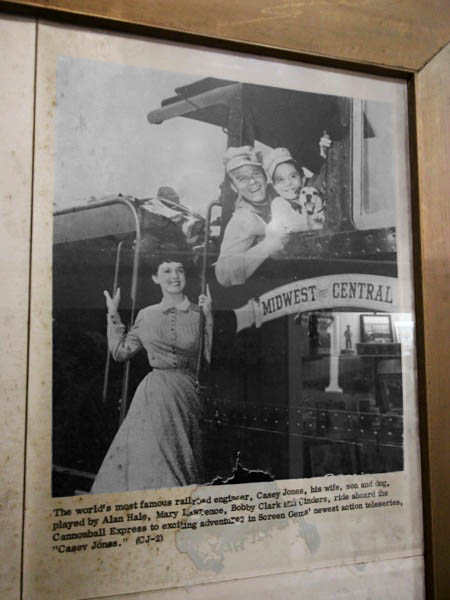 MIDWEST CENTRAL
The world's most famous railroad engineer, Casey Jones, his wife, son and dog,
played by Alan Hale, Mary Lawrence, Bobby Clark and Cinders, ride aboard the
Cannonball Express to exciting adventures in Screen Gems' newest action teleseries,
"Casey Jones." (CJ-2)